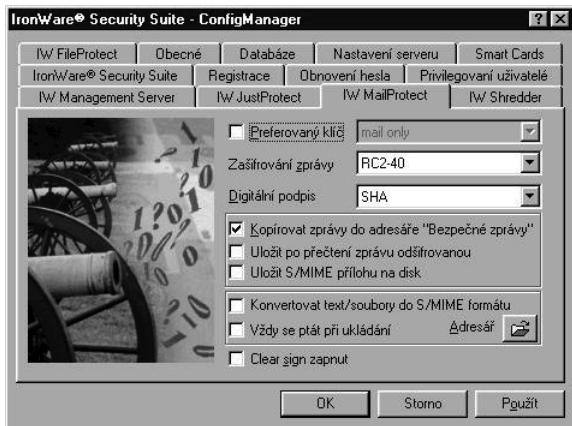 IronWare® Security Suite - ConfigManager
IW FileProtect Obecné Databáze Nastavení serveru Smart Cards
IronWare® Security Suite Registrace Obnovení hesla Privilegovaní uživatelé
IW Management Server IW JustProtect IW MailProtect IW Shredder
Preferovaný klíč mail only
Zašifrování zprávy RC2-40
Digitální podpis SHA
Kopírovat zprávy do adresáře "Bezpečné zprávy"
Uložit po přečtení zprávu odšifrovanou
Uložit S/MIME přílohu na disk
Konvertovat text/soubory do S/MIME formátu
Vždy se ptát při ukládání Adresář
Clear sign zapnut
OK Storno Použít